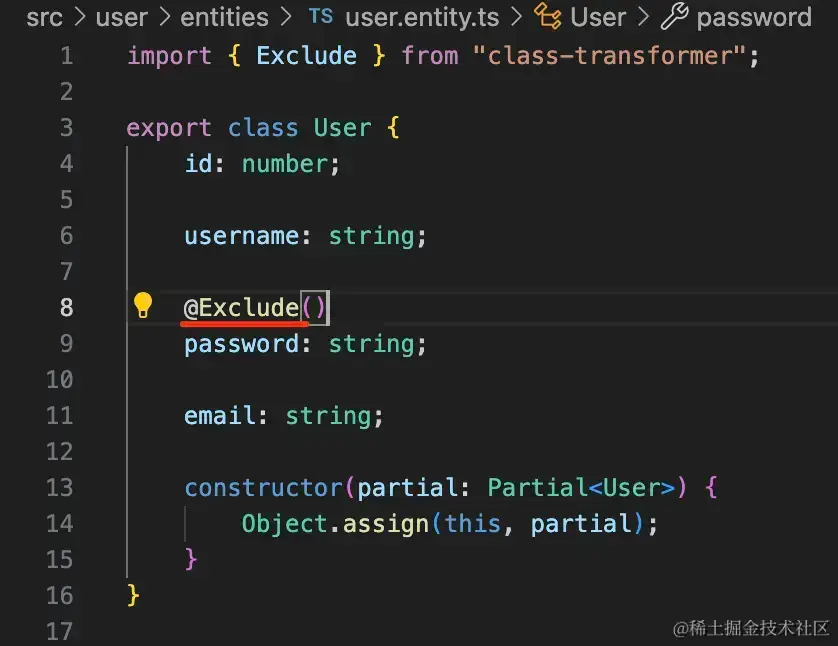 src > user > entities > TS user.entity.ts > User > password
1 import { Exclude } from "class-transformer";
2
3 export class User {
4 id: number;
5
6 username: string;
7
8 @Exclude()
9 password: string;
10
11 email: string;
12
13 constructor(partial: Partial<User>) {
14 Object.assign(this, partial);
15 }
16 }
17
@稀土掘金技术社区